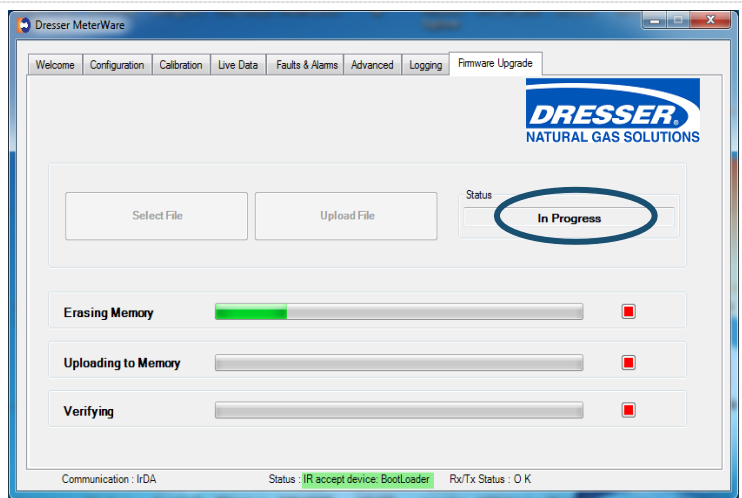 Dresser MeterWare
Welcome Configuration Calibration Live Data Faults & Alarms Advanced Logging Firmware Upgrade
DRESSER®
NATURAL GAS SOLUTIONS
Select File Upload File
Status
In Progress
Erasing Memory
Uploading to Memory
Verifying
Communication : IrDA Status : IR accept device: BootLoader Rx/Tx Status : O K